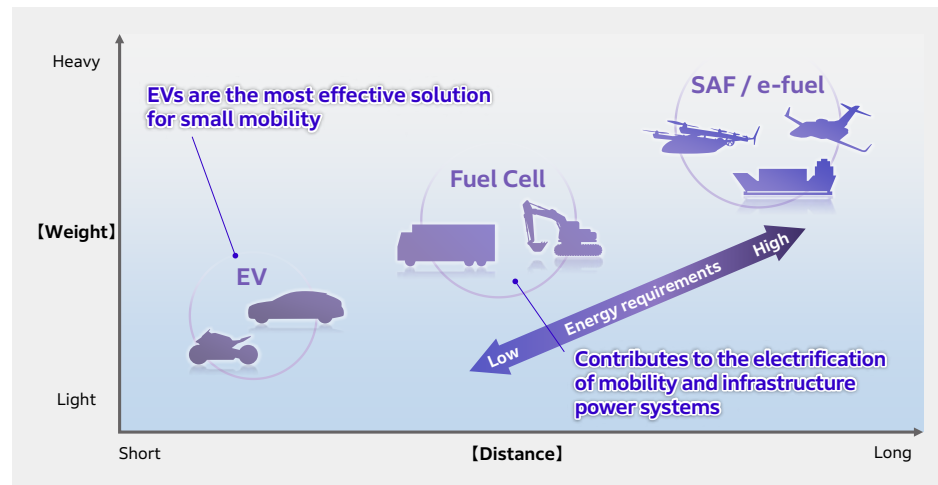 Heavy
EVs are the most effective solution
for small mobility
SAF / e-fuel
Fuel Cell
【Weight】
EV
Low Energy requirements High
Contributes to the electrification
of mobility and infrastructure
power systems
Light
Short
【Distance】
Long